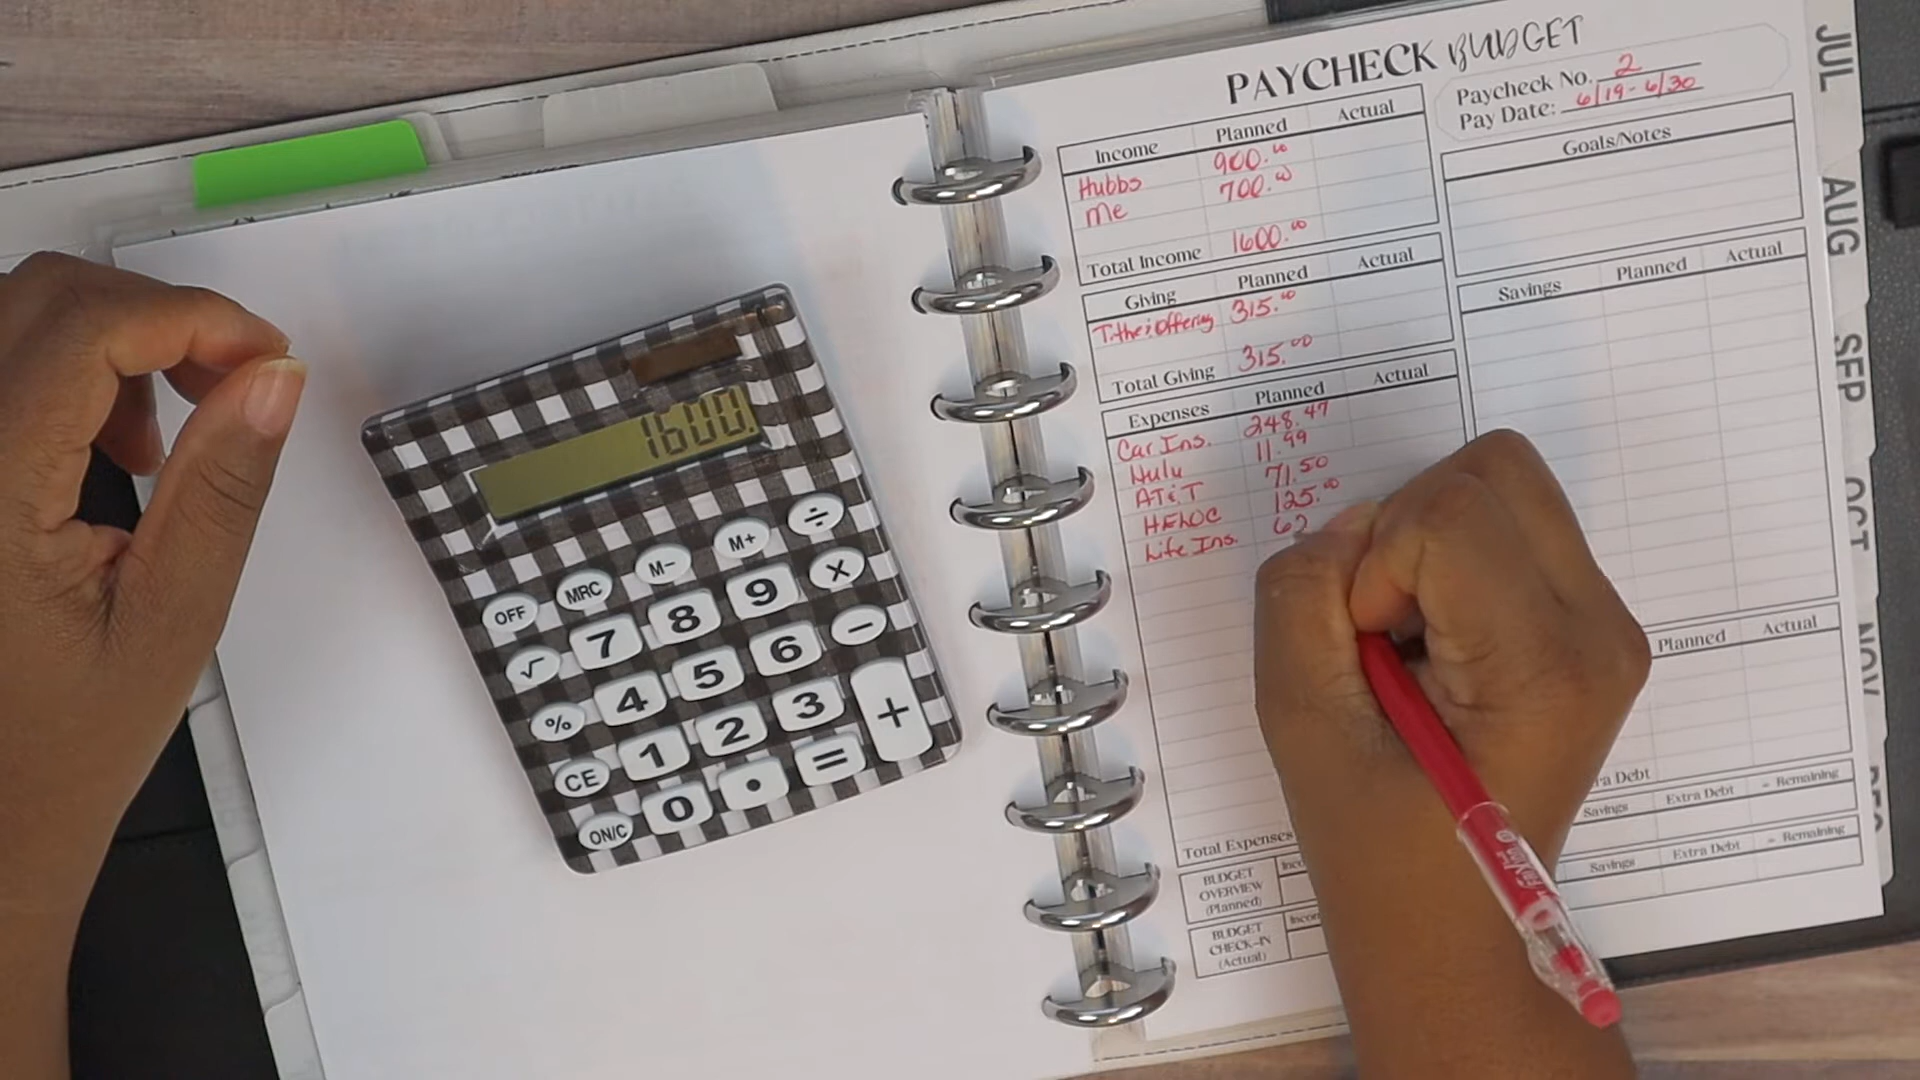 PAYCHECK BUDGET
Paycheck No. 2
Pay Date: 6/19 - 6/30
Income Planned Actual
Hubbs 900.00
Me 700.00
Total Income 1600.00
Giving Planned Actual
Tithe & Offering 315.00
Total Giving 315.00
Expenses Planned Actual
Car Ins. 248.47
Hulu 11.99
AT&T 71.50
HELOC 125.00
Life Ins. 62
Total Expenses
BUDGET
OVERVIEW
(Planned)
BUDGET
CHECK-IN
(Actual)
Goals/Notes
Savings Planned Actual
Planned Actual
Debt
Savings Extra Debt = Remaining
Savings Extra Debt = Remaining
JUL
AUG
SEP
OCT
NOV
1600.
OFF MRC M- M+ ÷
√ 7 8 9 X
% 4 5 6 −
CE 1 2 3 +
ON/C 0 • =